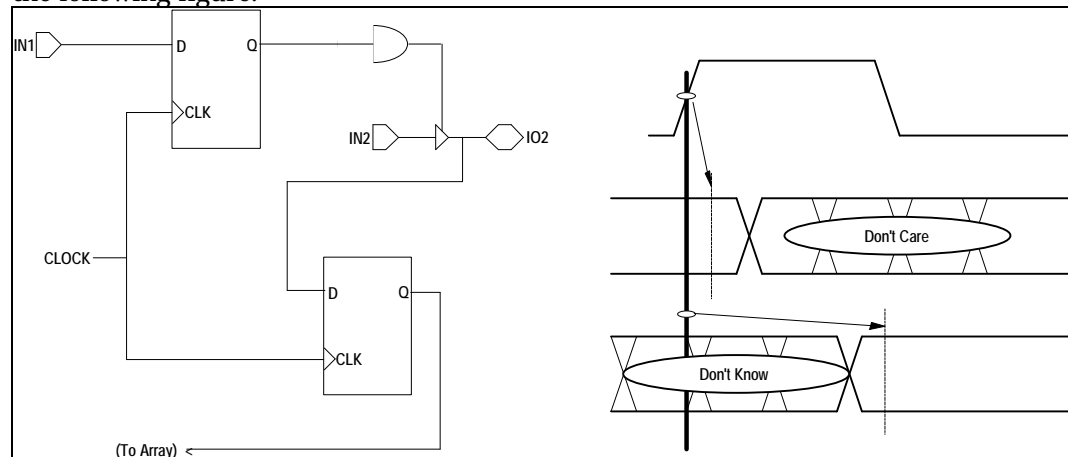 the following figure.
IN1
D
Q
CLK
IN2
IO2
CLOCK
D
Q
CLK
(To Array)
Don't Care
Don't Know